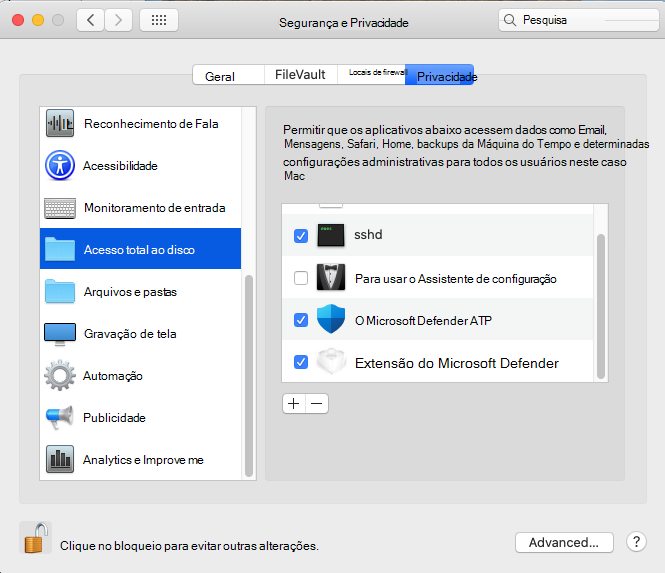 Segurança e Privacidade
Pesquisa
Geral
FileVault
Locais de firewall
Privacidade
Reconhecimento de Fala
Acessibilidade
Monitoramento de entrada
Acesso total ao disco
Arquivos e pastas
Gravação de tela
Automação
Publicidade
Analytics e Improve me
Permitir que os aplicativos abaixo acessem dados como Email,
Mensagens, Safari, Home, backups da Máquina do Tempo e determinadas
configurações administrativas para todos os usuários neste caso
Mac
sshd
Para usar o Assistente de configuração
O Microsoft Defender ATP
Extensão do Microsoft Defender
Clique no bloqueio para evitar outras alterações.
Advanced...
?